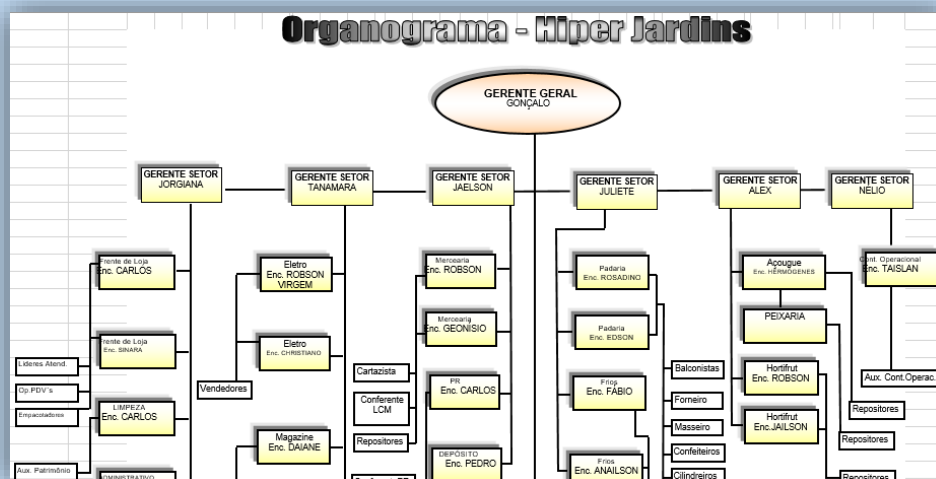 Organograma - Hiper Jardins
GERENTE GERAL
GONÇALO
GERENTE SETOR
JORGIANA
GERENTE SETOR
TANAMARA
GERENTE SETOR
JAELSON
GERENTE SETOR
JULIETE
GERENTE SETOR
ALEX
GERENTE SETOR
NÉLIO
Frente de Loja
Enc. CARLOS
Frente de Loja
Enc. SINARA
Lideres Atend.
Op.PDV´s
Empacotadores
LIMPEZA
Enc. CARLOS
Aux. Patrimônio
ADMINISTRATIVO
Eletro
Enc. ROBSON
VIRGEM
Eletro
Enc. CHRISTIANO
Vendedores
Magazine
Enc. DAIANE
Mercearia
Enc. ROBSON
Mercearia
Enc. GEONISIO
Cartazista
Conferente
LCM
Repositores
PR
Enc. CARLOS
DEPÓSITO
Enc. PEDRO
Padaria
Enc. ROSADINO
Padaria
Enc. EDSON
Frios
Enc. FABIO
Frios
Enc. ANAILSON
Balconistas
Forneiro
Masseiro
Confeiteiros
Cilindreiros
Açougue
Enc. HERMOGENES
PEIXARIA
Hortifrut
Enc. ROBSON
Hortifrut
Enc.JAILSON
Cont. Operacional
Enc. TAISLAN
Aux. Cont.Operac.
Repositores
Repositores
Repositores